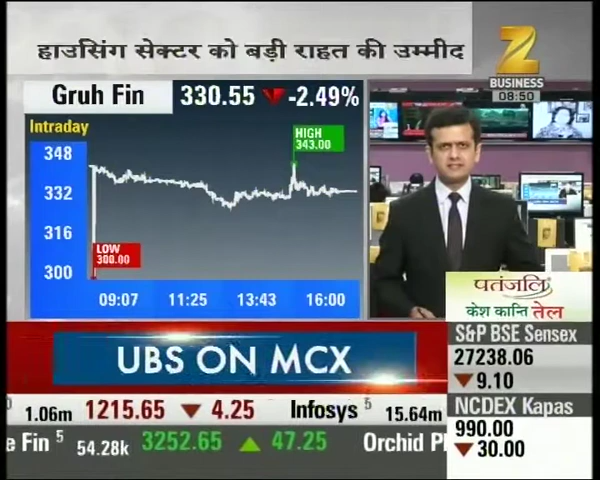 हाउसिंग सेक्टर को बड़ी राहत की उम्मीद
Z
BUSINESS
08:50
Gruh Fin 330.55 -2.49%
Intraday
348
332
316
300
HIGH
343.00
LOW
300.00
09:07 11:25 13:43 16:00
पतंजलि
केश कान्ति तेल
UBS ON MCX
S&P BSE Sensex
27238.06
9.10
NCDEX Kapas
990.00
30.00
1.06m 1215.65 4.25 Infosys 5 15.64m
e Fin 5 54.28k 3252.65 47.25 Orchid P